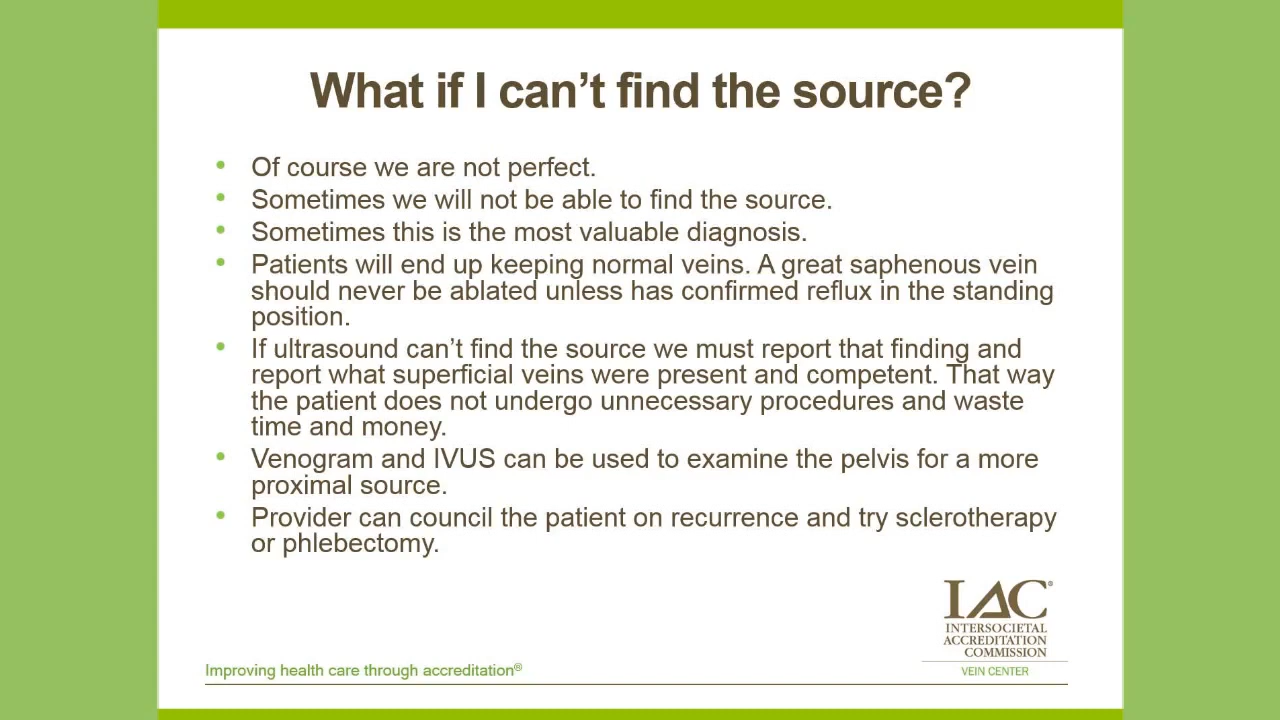 What if I can’t find the source?
• Of course we are not perfect.
• Sometimes we will not be able to find the source.
• Sometimes this is the most valuable diagnosis.
• Patients will end up keeping normal veins. A great saphenous vein
should never be ablated unless has confirmed reflux in the standing
position.
• If ultrasound can’t find the source we must report that finding and
report what superficial veins were present and competent. That way
the patient does not undergo unnecessary procedures and waste
time and money.
• Venogram and IVUS can be used to examine the pelvis for a more
proximal source.
• Provider can council the patient on recurrence and try sclerotherapy
or phlebectomy.
IAC®
INTERSOCIETAL
ACCREDITATION
COMMISSION
VEIN CENTER
Improving health care through accreditation®